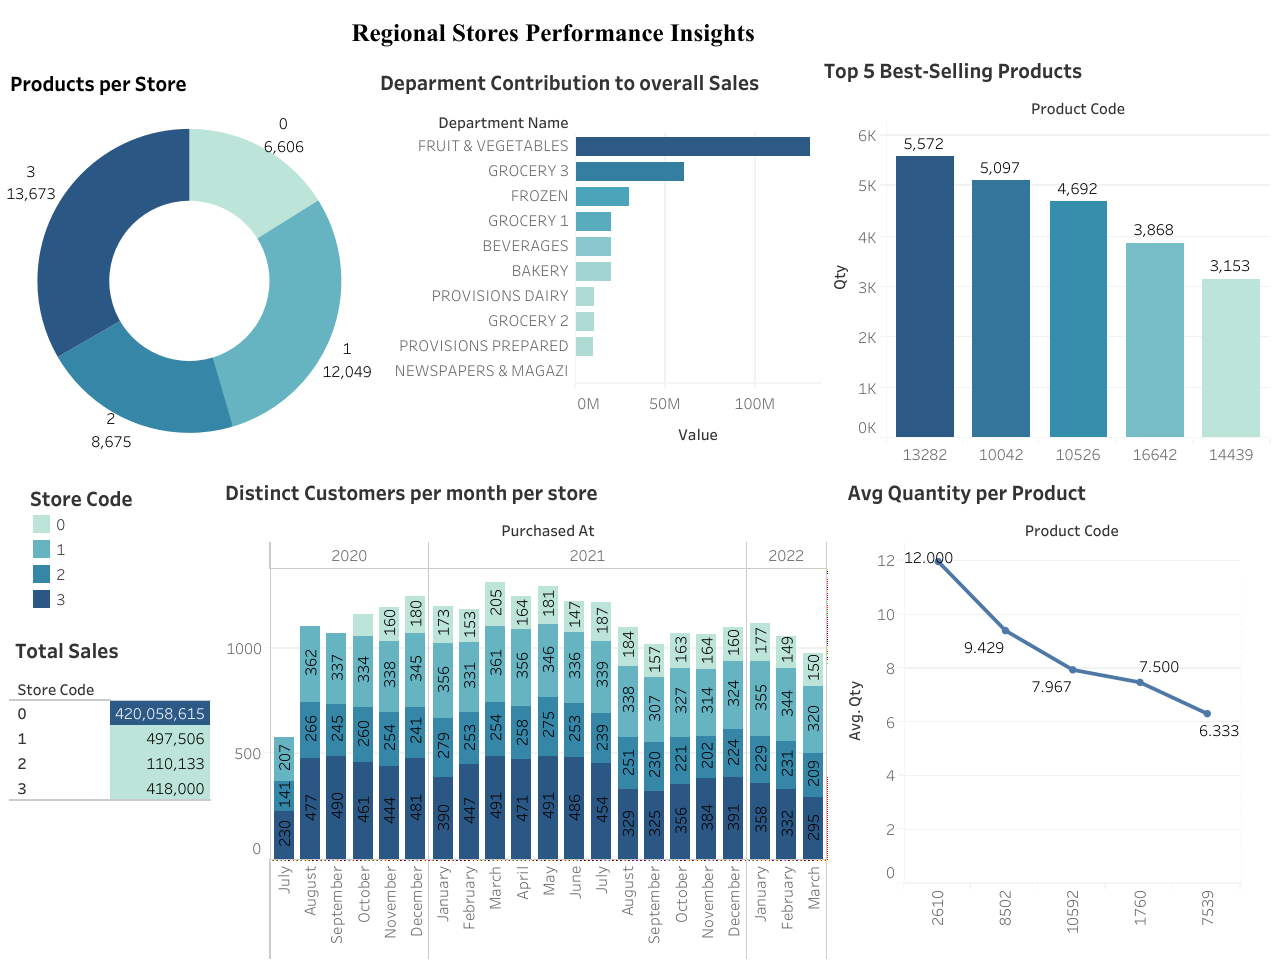 Regional Stores Performance Insights
Products per Store
0
6,606
3
13,673
1
12,049
2
8,675
Deparment Contribution to overall Sales
Department Name
FRUIT & VEGETABLES
GROCERY 3
FROZEN
GROCERY 1
BEVERAGES
BAKERY
PROVISIONS DAIRY
GROCERY 2
PROVISIONS PREPARED
NEWSPAPERS & MAGAZI
0M 50M 100M
Value
Top 5 Best-Selling Products
Product Code
6K
5K
4K
3K
2K
1K
0K
Qty
5,572
5,097
4,692
3,868
3,153
13282 10042 10526 16642 14439
Store Code
0
1
2
3
Total Sales
Store Code
0 420,058,615
1 497,506
2 110,133
3 418,000
Distinct Customers per month per store
Purchased At
2020 2021 2022
1000
500
0
160 180 173 153 205 164 181 147 187 184 157 163 164 160 177 149 150
207 362 337 334 338 345 356 331 361 356 346 336 339 338 307 327 314 324 355 344 320
141 266 245 260 254 241 279 253 254 258 275 253 239 251 230 221 202 224 229 231 209
230 477 490 461 444 481 390 447 491 471 491 486 454 329 325 356 384 391 358 332 295
July August September October November December January February March April May June July August September October November December January February March
Avg Quantity per Product
Product Code
12
10
8
6
4
2
0
Avg. Qty
12.000
9.429
7.967
7.500
6.333
2610 8502 10592 1760 7539